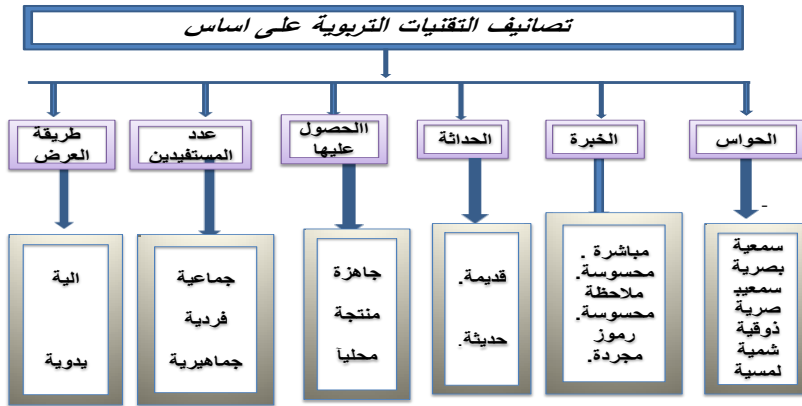 تصانيف التقنيات التربوية على اساس
الحواس
الخبرة
الحداثة
االحصول
عليها
عدد
المستفيدين
طريقة
العرض
سمعية
بصرية
سمعيب
صرية
ذوقية
شمية
لمسية
مباشرة .
محسوسة.
ملاحظة
محسوسة.
رموز
مجردة.
قديمة.
حديثة.
جاهزة
منتجة
محلياً
جماعية
فردية
جماهيرية
الية
يدوية